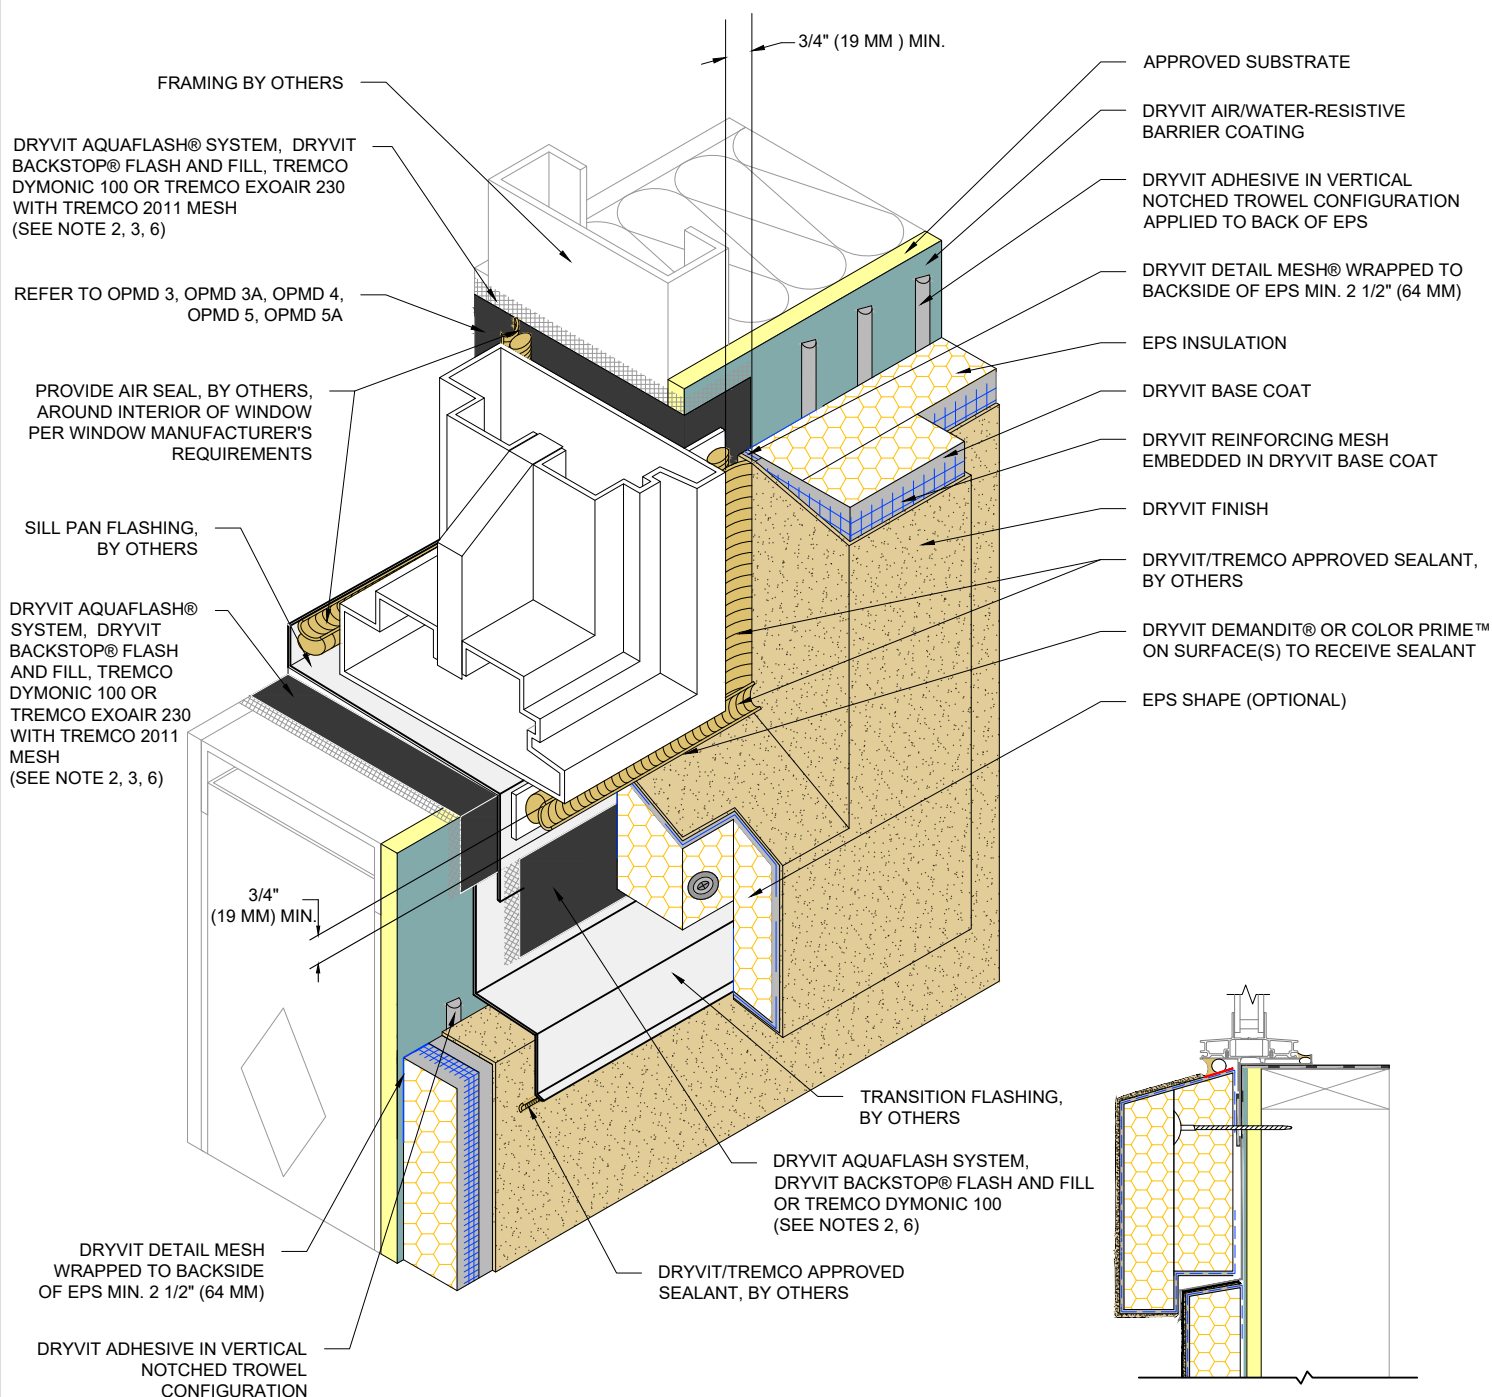 3/4" (19 MM ) MIN.
FRAMING BY OTHERS
DRYVIT AQUAFLASH® SYSTEM, DRYVIT
BACKSTOP® FLASH AND FILL, TREMCO
DYMONIC 100 OR TREMCO EXOAIR 230
WITH TREMCO 2011 MESH
(SEE NOTE 2, 3, 6)
REFER TO OPMD 3, OPMD 3A, OPMD 4,
OPMD 5, OPMD 5A
PROVIDE AIR SEAL, BY OTHERS,
AROUND INTERIOR OF WINDOW
PER WINDOW MANUFACTURER'S
REQUIREMENTS
SILL PAN FLASHING,
BY OTHERS
DRYVIT AQUAFLASH®
SYSTEM, DRYVIT
BACKSTOP® FLASH
AND FILL, TREMCO
DYMONIC 100 OR
TREMCO EXOAIR 230
WITH TREMCO 2011
MESH
(SEE NOTE 2, 3, 6)
3/4"
(19 MM) MIN.
DRYVIT DETAIL MESH
WRAPPED TO BACKSIDE
OF EPS MIN. 2 1/2" (64 MM)
DRYVIT ADHESIVE IN VERTICAL
NOTCHED TROWEL
CONFIGURATION
APPROVED SUBSTRATE
DRYVIT AIR/WATER-RESISTIVE
BARRIER COATING
DRYVIT ADHESIVE IN VERTICAL
NOTCHED TROWEL CONFIGURATION
APPLIED TO BACK OF EPS
DRYVIT DETAIL MESH® WRAPPED TO
BACKSIDE OF EPS MIN. 2 1/2" (64 MM)
EPS INSULATION
DRYVIT BASE COAT
DRYVIT REINFORCING MESH
EMBEDDED IN DRYVIT BASE COAT
DRYVIT FINISH
DRYVIT/TREMCO APPROVED SEALANT,
BY OTHERS
DRYVIT DEMANDIT® OR COLOR PRIME™
ON SURFACE(S) TO RECEIVE SEALANT
EPS SHAPE (OPTIONAL)
TRANSITION FLASHING,
BY OTHERS
DRYVIT AQUAFLASH SYSTEM,
DRYVIT BACKSTOP® FLASH AND FILL
OR TREMCO DYMONIC 100
(SEE NOTES 2, 6)
DRYVIT/TREMCO APPROVED
SEALANT, BY OTHERS